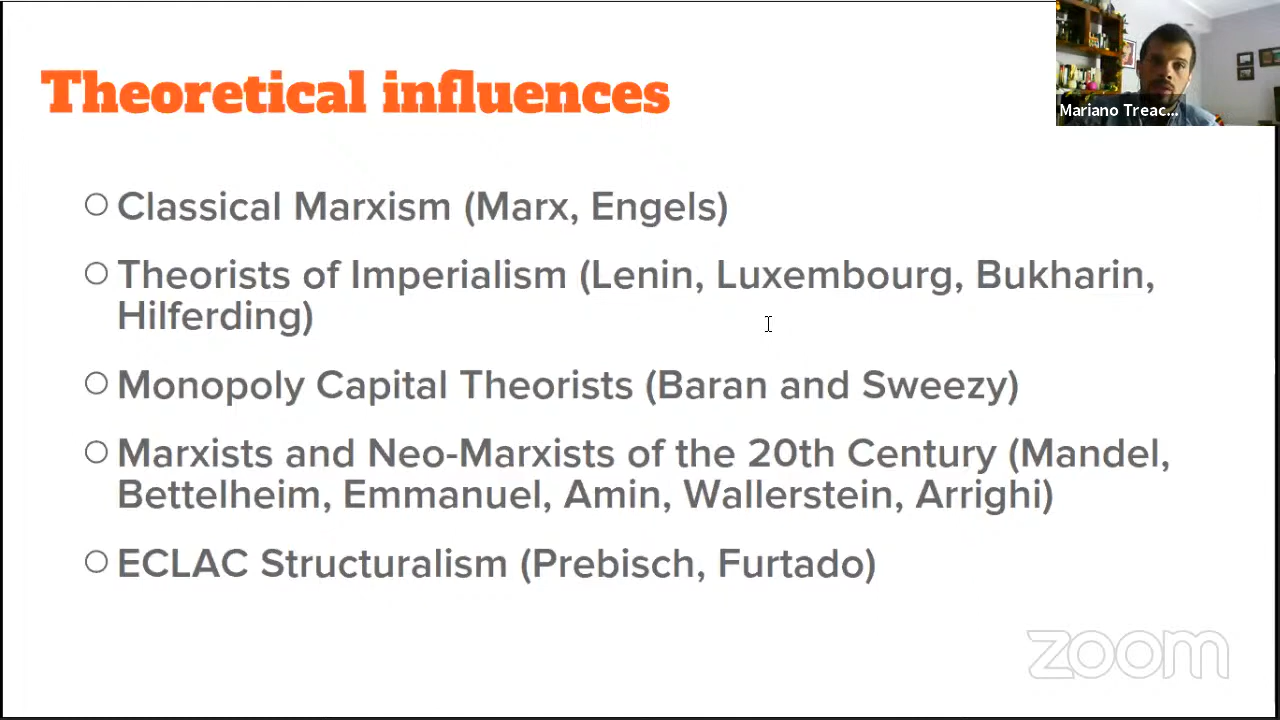 Theoretical influences
Mariano Treac...
Classical Marxism (Marx, Engels)
Theorists of Imperialism (Lenin, Luxembourg, Bukharin,
Hilferding)
Monopoly Capital Theorists (Baran and Sweezy)
Marxists and Neo-Marxists of the 20th Century (Mandel,
Bettelheim, Emmanuel, Amin, Wallerstein, Arrighi)
ECLAC Structuralism (Prebisch, Furtado)
zoom